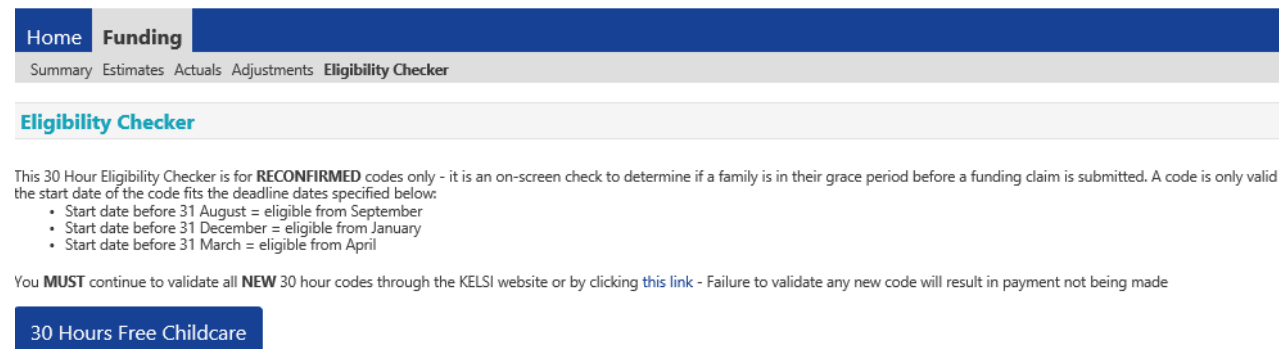 Home Funding
Summary Estimates Actuals Adjustments Eligibility Checker
Eligibility Checker
This 30 Hour Eligibility Checker is for RECONFIRMED codes only - it is an on-screen check to determine if a family is in their grace period before a funding claim is submitted. A code is only valid
the start date of the code fits the deadline dates specified below:
• Start date before 31 August = eligible from September
• Start date before 31 December = eligible from January
• Start date before 31 March = eligible from April
You MUST continue to validate all NEW 30 hour codes through the KELSI website or by clicking this link - Failure to validate any new code will result in payment not being made
30 Hours Free Childcare